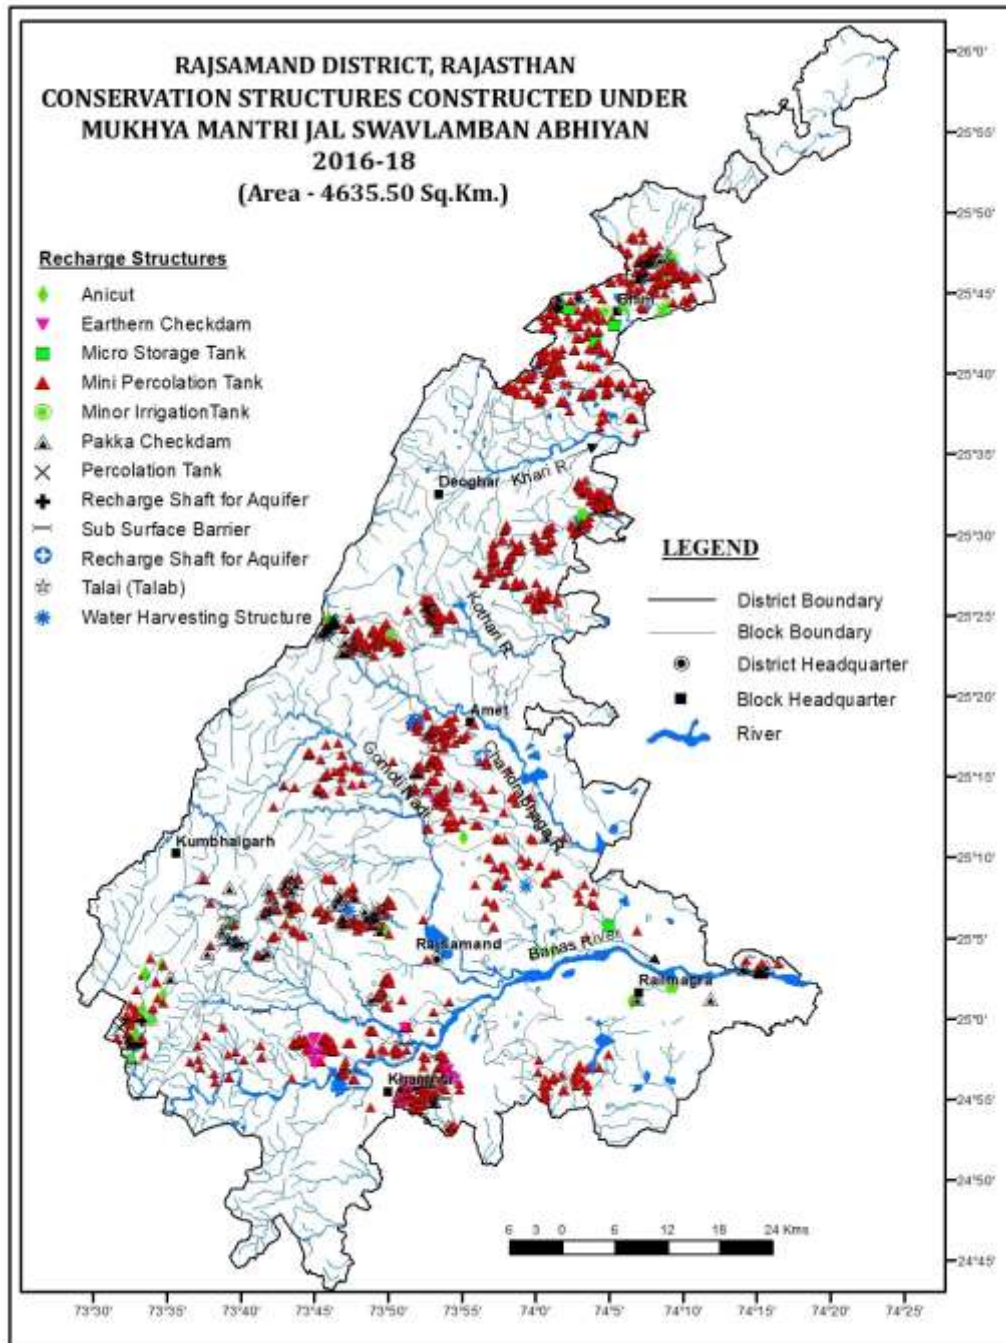 RAJSAMAND DISTRICT, RAJASTHAN
CONSERVATION STRUCTURES CONSTRUCTED UNDER
MUKHYA MANTRI JAL SWAVLAMBAN ABHIYAN
2016-18
(Area - 4635.50 Sq.Km.)
Recharge Structures
Anicut
Earthern Checkdam
Micro Storage Tank
Mini Percolation Tank
Minor IrrigationTank
Pakka Checkdam
Percolation Tank
Recharge Shaft for Aquifer
Sub Surface Barrier
Recharge Shaft for Aquifer
Talai (Talab)
Water Harvesting Structure
LEGEND
District Boundary
Block Boundary
District Headquarter
Block Headquarter
River
Bhim
Deoghar
Khari R.
Kothari R.
Amet
Gomoti Nadi
Chandrabhaga R.
Kumbhalgarh
Rajsamand
Banas River
Railmagra
6 3 0 6 12 18 24 Kms
26°0'
25°55'
25°50'
25°45'
25°40'
25°35'
25°30'
25°25'
25°20'
25°15'
25°10'
25°5'
25°0'
24°55'
24°50'
24°45'
73°30' 73°35' 73°40' 73°45' 73°50' 73°55' 74°0' 74°5' 74°10' 74°15' 74°20' 74°25'